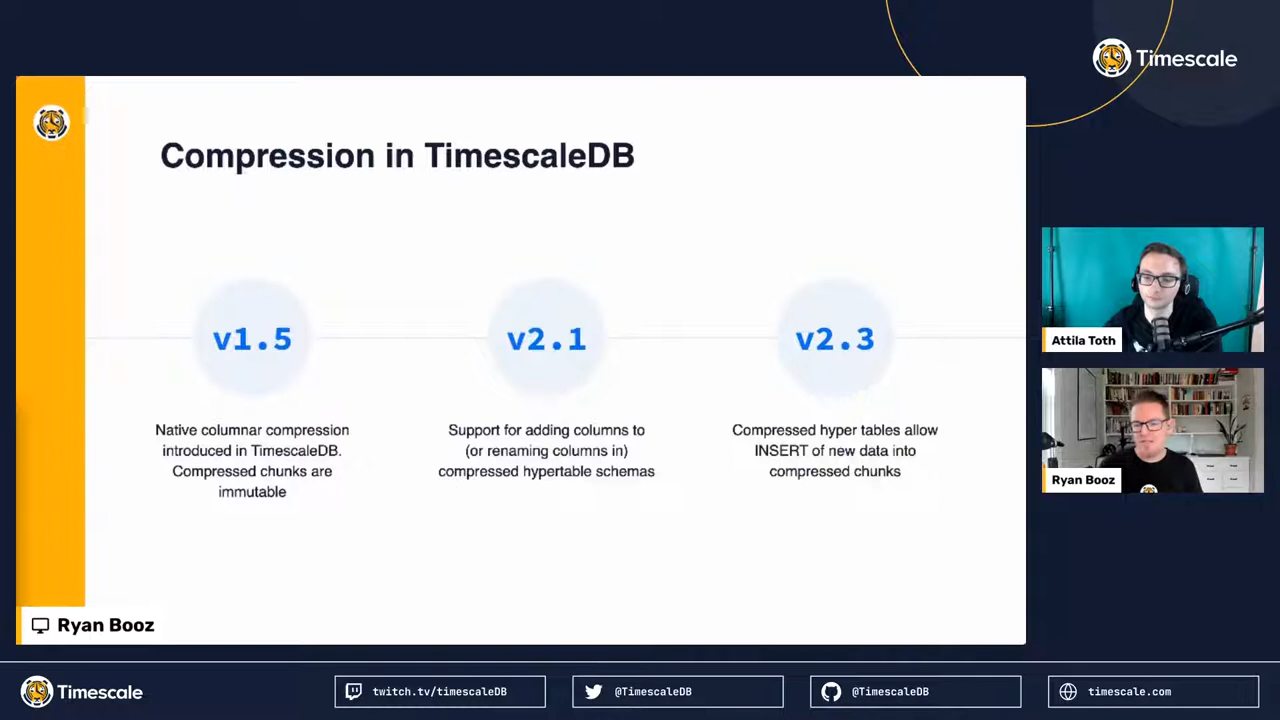 Timescale
Compression in TimescaleDB
v1.5
Native columnar compression
introduced in TimescaleDB.
Compressed chunks are
immutable
v2.1
Support for adding columns to
(or renaming columns in)
compressed hypertable schemas
v2.3
Compressed hyper tables allow
INSERT of new data into
compressed chunks
Attila Toth
Ryan Booz
Ryan Booz
Timescale
twitch.tv/timescaleDB
@TimescaleDB
@TimescaleDB
timescale.com